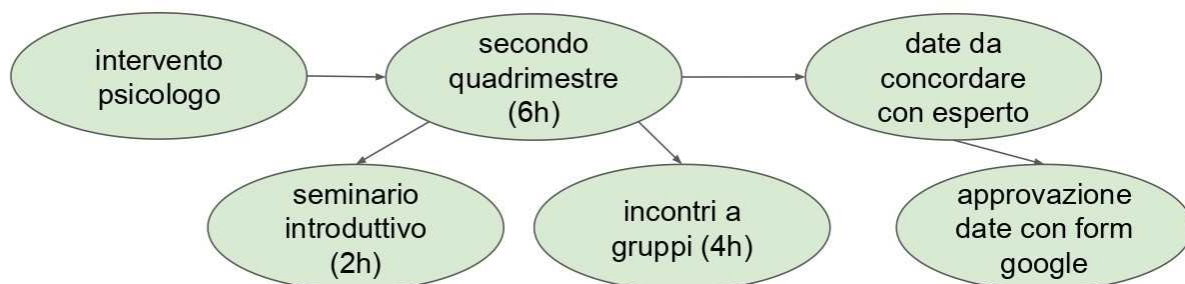 intervento
psicologo
secondo
quadrimestre
(6h)
date da
concordare
con esperto
seminario
introduttivo
(2h)
incontri a
gruppi (4h)
approvazione
date con form
google